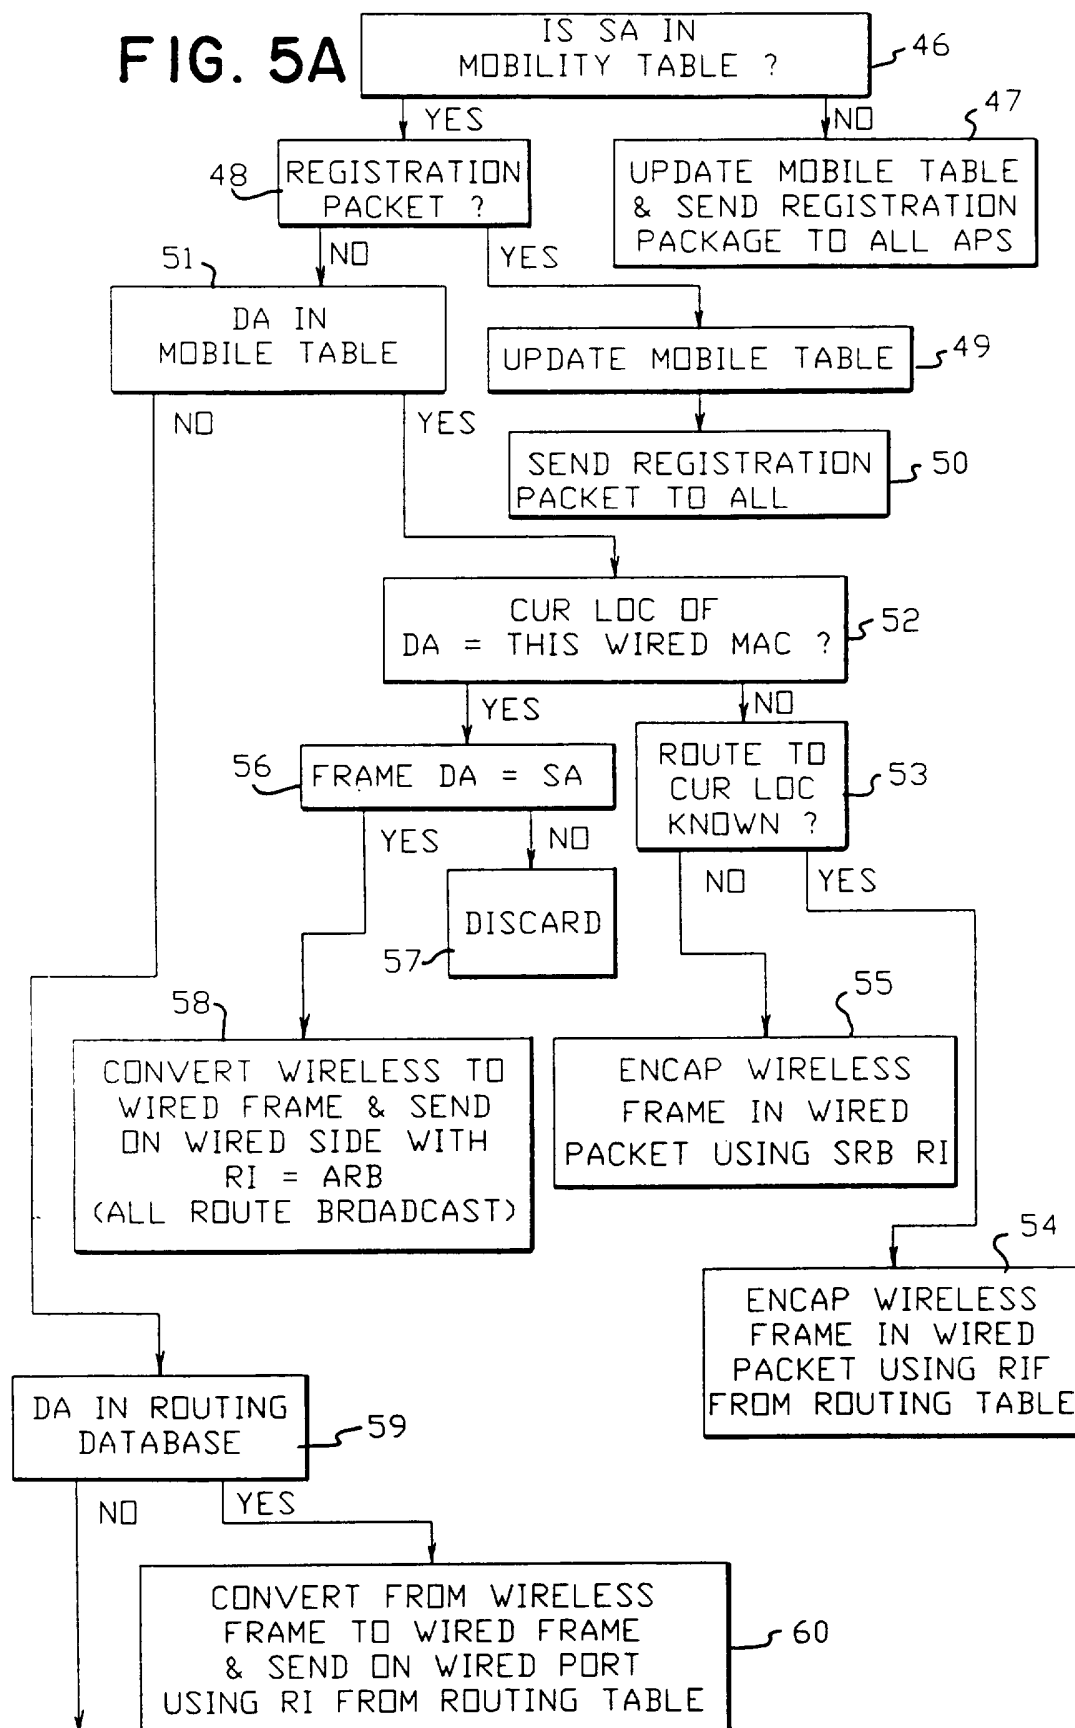 FIG. 5A
IS SA IN
MOBILITY TABLE ?
46
YES
NO
47
48
REGISTRATION
PACKET ?
UPDATE MOBILE TABLE
& SEND REGISTRATION
PACKAGE TO ALL APS
NO
YES
51
DA IN
MOBILE TABLE
UPDATE MOBILE TABLE
49
NO
YES
SEND REGISTRATION
PACKET TO ALL
50
CUR LOC OF
DA = THIS WIRED MAC ?
52
YES
NO
56
FRAME DA = SA
ROUTE TO
CUR LOC
KNOWN ?
53
YES
NO
NO
YES
DISCARD
57
58
55
CONVERT WIRELESS TO
WIRED FRAME & SEND
ON WIRED SIDE WITH
RI = ARB
(ALL ROUTE BROADCAST)
ENCAP WIRELESS
FRAME IN WIRED
PACKET USING SRB RI
54
ENCAP WIRELESS
FRAME IN WIRED
PACKET USING RIF
FROM ROUTING TABLE
DA IN ROUTING
DATABASE
59
NO
YES
CONVERT FROM WIRELESS
FRAME TO WIRED FRAME
& SEND ON WIRED PORT
USING RI FROM ROUTING TABLE
60